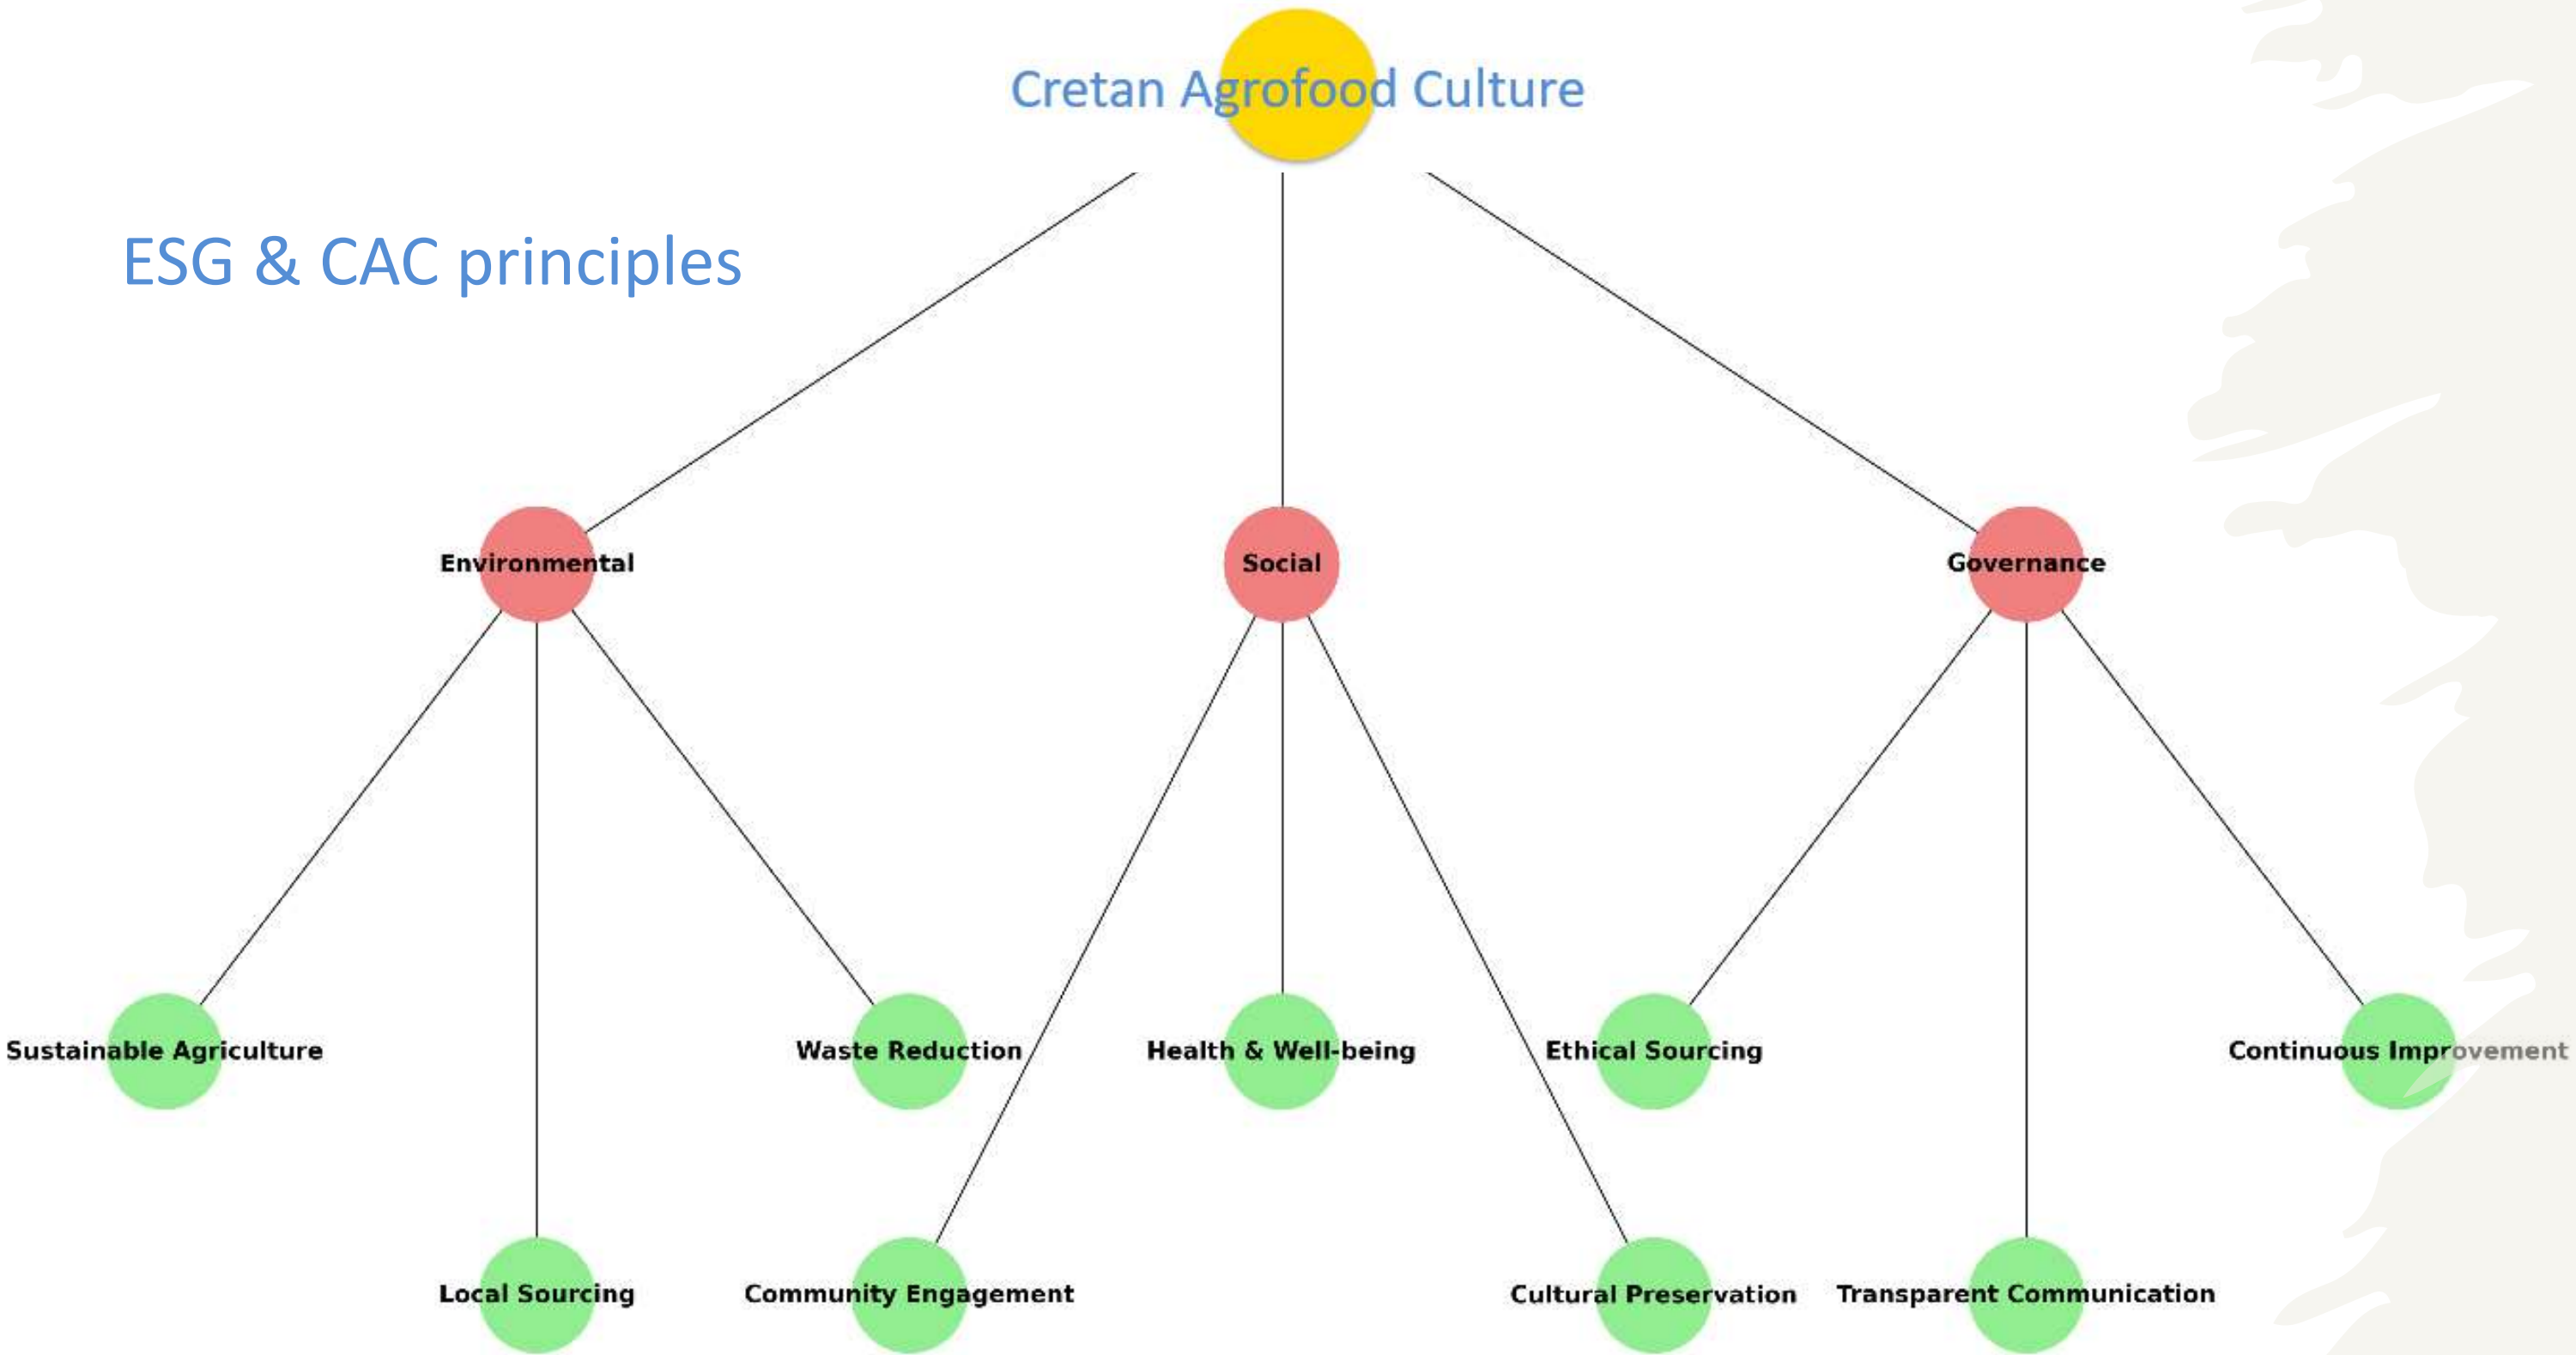 Cretan Agrofood Culture
ESG & CAC principles
Environmental
Social
Governance
Sustainable Agriculture
Waste Reduction
Health & Well-being
Ethical Sourcing
Continuous Improvement
Local Sourcing
Community Engagement
Cultural Preservation
Transparent Communication